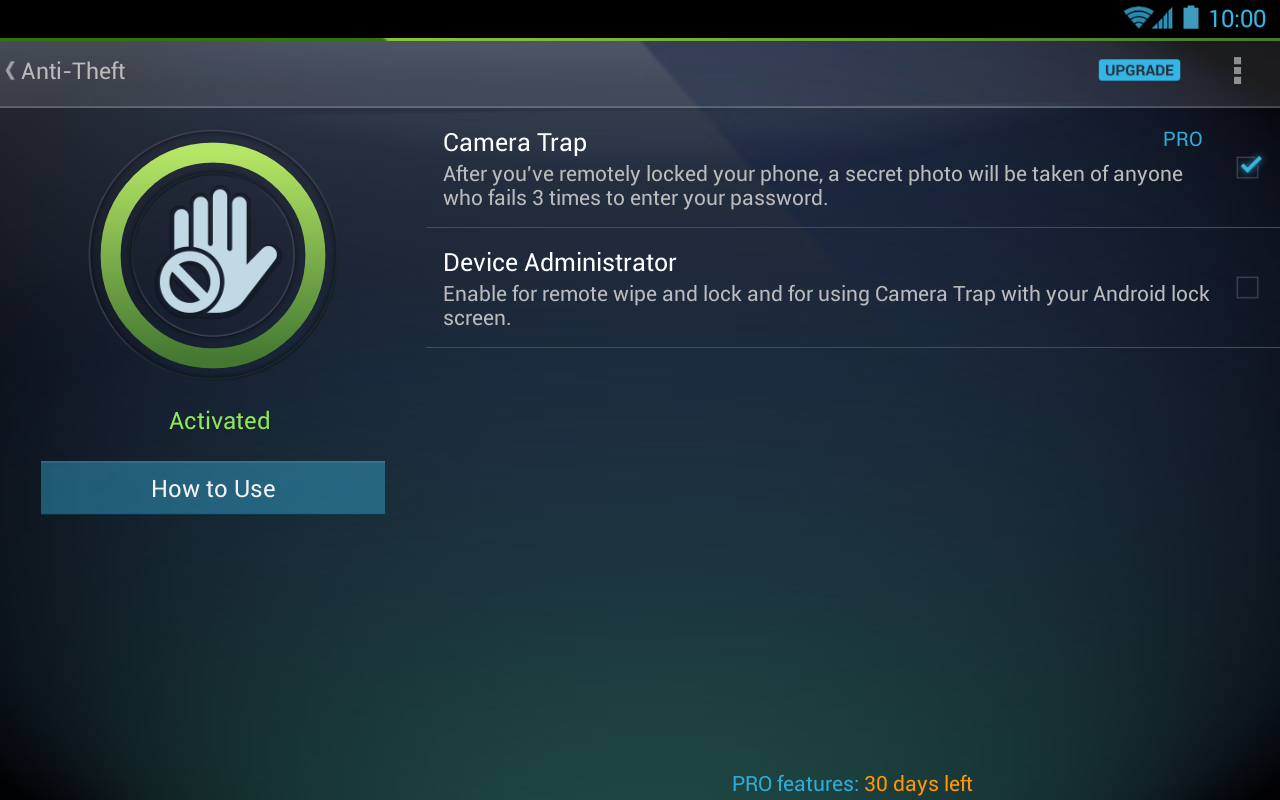 10:00
Anti-Theft
UPGRADE
Camera Trap
PRO
After you've remotely locked your phone, a secret photo will be taken of anyone
who fails 3 times to enter your password.
Device Administrator
Enable for remote wipe and lock and for using Camera Trap with your Android lock
screen.
Activated
How to Use
PRO features: 30 days left